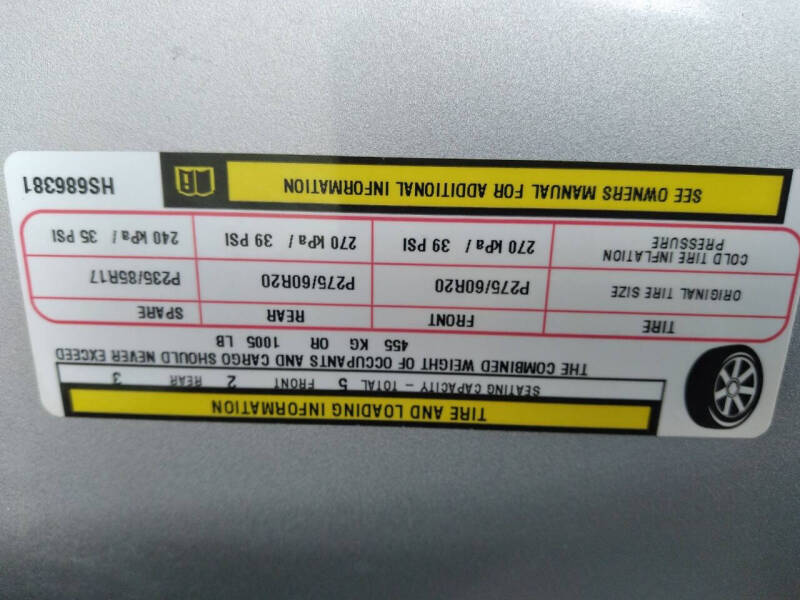 TIRE AND LOADING INFORMATION
SEATING CAPACITY - TOTAL 5 FRONT 2 REAR 3
THE COMBINED WEIGHT OF OCCUPANTS AND CARGO SHOULD NEVER EXCEED
455 KG OR 1005 LB
TIRE FRONT REAR SPARE
ORIGINAL TIRE SIZE P275/60R20 P275/60R20 P235/85R17
COLD TIRE INFLATION
PRESSURE 270 kPa / 39 PSI 270 kPa / 39 PSI 240 kPa / 35 PSI
SEE OWNERS MANUAL FOR ADDITIONAL INFORMATION
HS686381